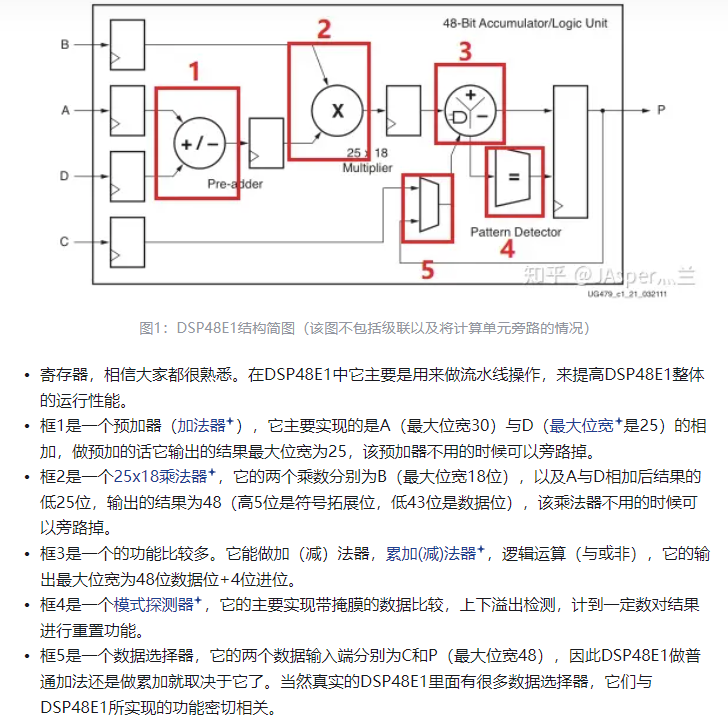 48-Bit Accumulator/Logic Unit
B
A
D
C
1
2
3
4
5
+/-
X
+
-
=
P
Pre-adder
25 x 18
Multiplier
Pattern Detector
知乎 @JAsper灬兰
UG479_c1_21_032111
图1：DSP48E1结构简图（该图不包括级联以及将计算单元旁路的情况）
• 寄存器，相信大家都很熟悉。在DSP48E1中它主要是用来做流水线操作，来提高DSP48E1整体
的运行性能。
• 框1是一个预加器（加法器），它主要实现的是A（最大位宽30）与D（最大位宽是25）的相
加，做预加的话它输出的结果最大位宽为25，该预加器不用的时候可以旁路掉。
• 框2是一个25x18乘法器，它的两个乘数分别为B（最大位宽18位），以及A与D相加后结果的
低25位，输出的结果为48（高5位是符号拓展位，低43位是数据位），该乘法器不用的时候可
以旁路掉。
• 框3是一个的功能比较多。它能做加（减）法器，累加(减)法器，逻辑运算（与或非），它的输
出最大位宽为48位数据位+4位进位。
• 框4是一个模式探测器，它的主要实现带掩膜的数据比较，上下溢出检测，计到一定数对结果
进行重置功能。
• 框5是一个数据选择器，它的两个数据输入端分别为C和P（最大位宽48），因此DSP48E1做普
通加法还是做累加就取决于它了。当然真实的DSP48E1里面有很多数据选择器，它们与
DSP48E1所实现的功能密切相关。